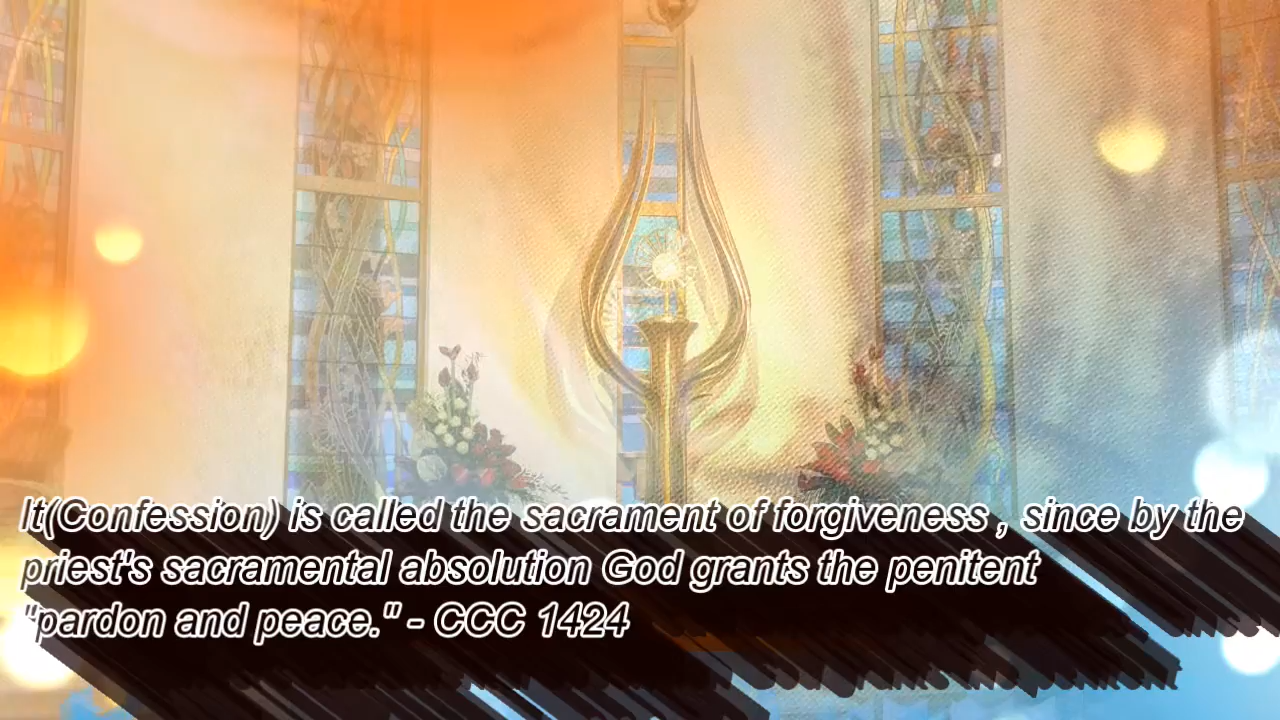 It(Confession) is called the sacrament of forgiveness , since by the
priest's sacramental absolution God grants the penitent
"pardon and peace." - CCC 1424